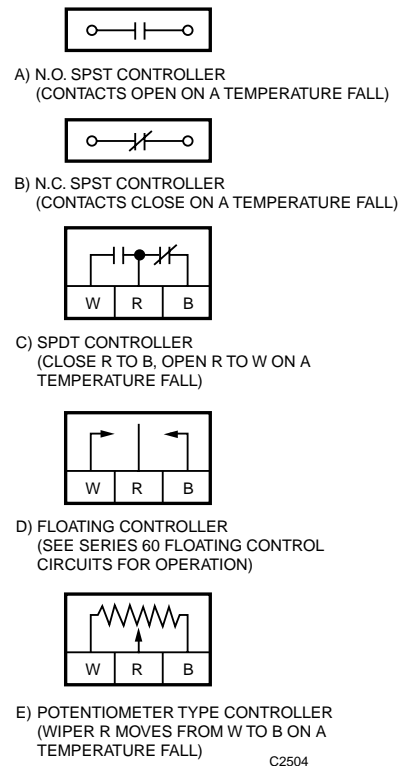 A) N.O. SPST CONTROLLER
(CONTACTS OPEN ON A TEMPERATURE FALL)
B) N.C. SPST CONTROLLER
(CONTACTS CLOSE ON A TEMPERATURE FALL)
W R B
C) SPDT CONTROLLER
(CLOSE R TO B, OPEN R TO W ON A
TEMPERATURE FALL)
W R B
D) FLOATING CONTROLLER
(SEE SERIES 60 FLOATING CONTROL
CIRCUITS FOR OPERATION)
W R B
E) POTENTIOMETER TYPE CONTROLLER
(WIPER R MOVES FROM W TO B ON A
TEMPERATURE FALL)
C2504